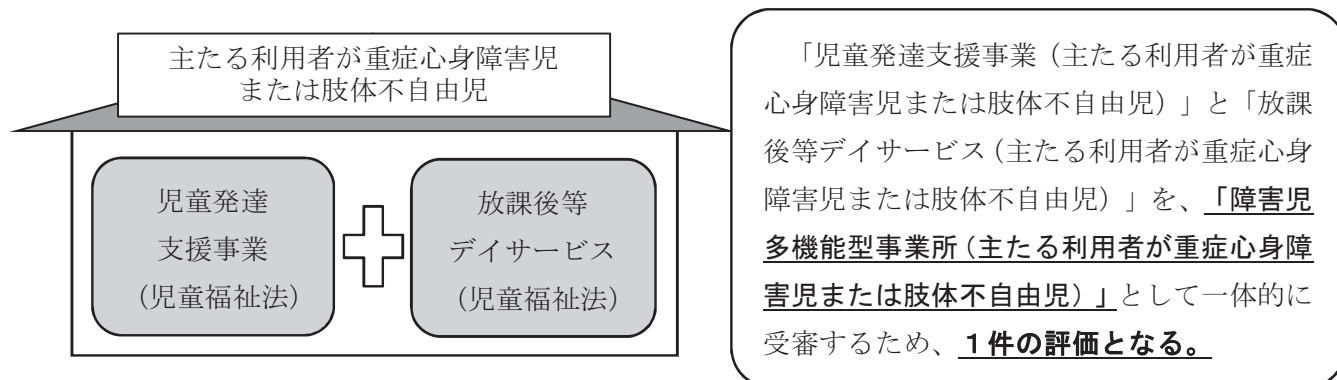 主たる利用者が重症心身障害児
または肢体不自由児
児童発達
支援事業
(児童福祉法)
放課後等
デイサービス
(児童福祉法)
「児童発達支援事業（主たる利用者が重症
心身障害児または肢体不自由児）」と「放課
後等デイサービス（主たる利用者が重症心身
障害児または肢体不自由児）」を、「障害児
多機能型事業所（主たる利用者が重症心身障
害児または肢体不自由児）」として一体的に
受審するため、１件の評価となる。